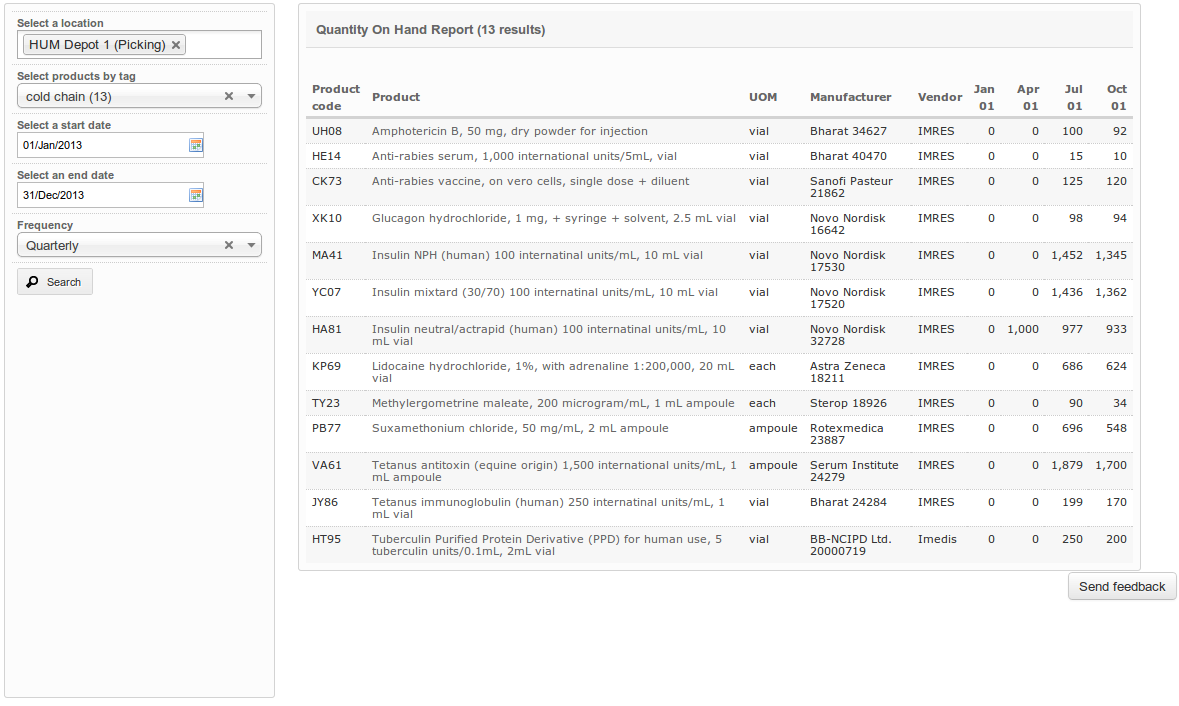 Select a location
HUM Depot 1 (Picking) ×
Select products by tag
cold chain (13)
Select a start date
01/Jan/2013
Select an end date
31/Dec/2013
Frequency
Quarterly
Search
Quantity On Hand Report (13 results)
Product code Product UOM Manufacturer Vendor Jan 01 Apr 01 Jul 01 Oct 01
UH08 Amphotericin B, 50 mg, dry powder for injection vial Bharat 34627 IMRES 0 0 100 92
HE14 Anti-rabies serum, 1,000 international units/5mL, vial vial Bharat 40470 IMRES 0 0 15 10
CK73 Anti-rabies vaccine, on vero cells, single dose + diluent vial Sanofi Pasteur 21862 IMRES 0 0 125 120
XK10 Glucagon hydrochloride, 1 mg, + syringe + solvent, 2.5 mL vial vial Novo Nordisk 16642 IMRES 0 0 98 94
MA41 Insulin NPH (human) 100 internatinal units/mL, 10 mL vial vial Novo Nordisk 17530 IMRES 0 0 1,452 1,345
YC07 Insulin mixtard (30/70) 100 internatinal units/mL, 10 mL vial vial Novo Nordisk 17520 IMRES 0 0 1,436 1,362
HA81 Insulin neutral/actrapid (human) 100 internatinal units/mL, 10 mL vial vial Novo Nordisk 32728 IMRES 0 1,000 977 933
KP69 Lidocaine hydrochloride, 1%, with adrenaline 1:200,000, 20 mL vial each Astra Zeneca 18211 IMRES 0 0 686 624
TY23 Methylergometrine maleate, 200 microgram/mL, 1 mL ampoule each Sterop 18926 IMRES 0 0 90 34
PB77 Suxamethonium chloride, 50 mg/mL, 2 mL ampoule ampoule Rotexmedica 23887 IMRES 0 0 696 548
VA61 Tetanus antitoxin (equine origin) 1,500 international units/mL, 1 mL ampoule ampoule Serum Institute 24279 IMRES 0 0 1,879 1,700
JY86 Tetanus immunoglobulin (human) 250 internatinal units/mL, 1 mL vial vial Bharat 24284 IMRES 0 0 199 170
HT95 Tuberculin Purified Protein Derivative (PPD) for human use, 5 tuberculin units/0.1mL, 2mL vial vial BB-NCIPD Ltd. 20000719 Imedis 0 0 250 200
Send feedback